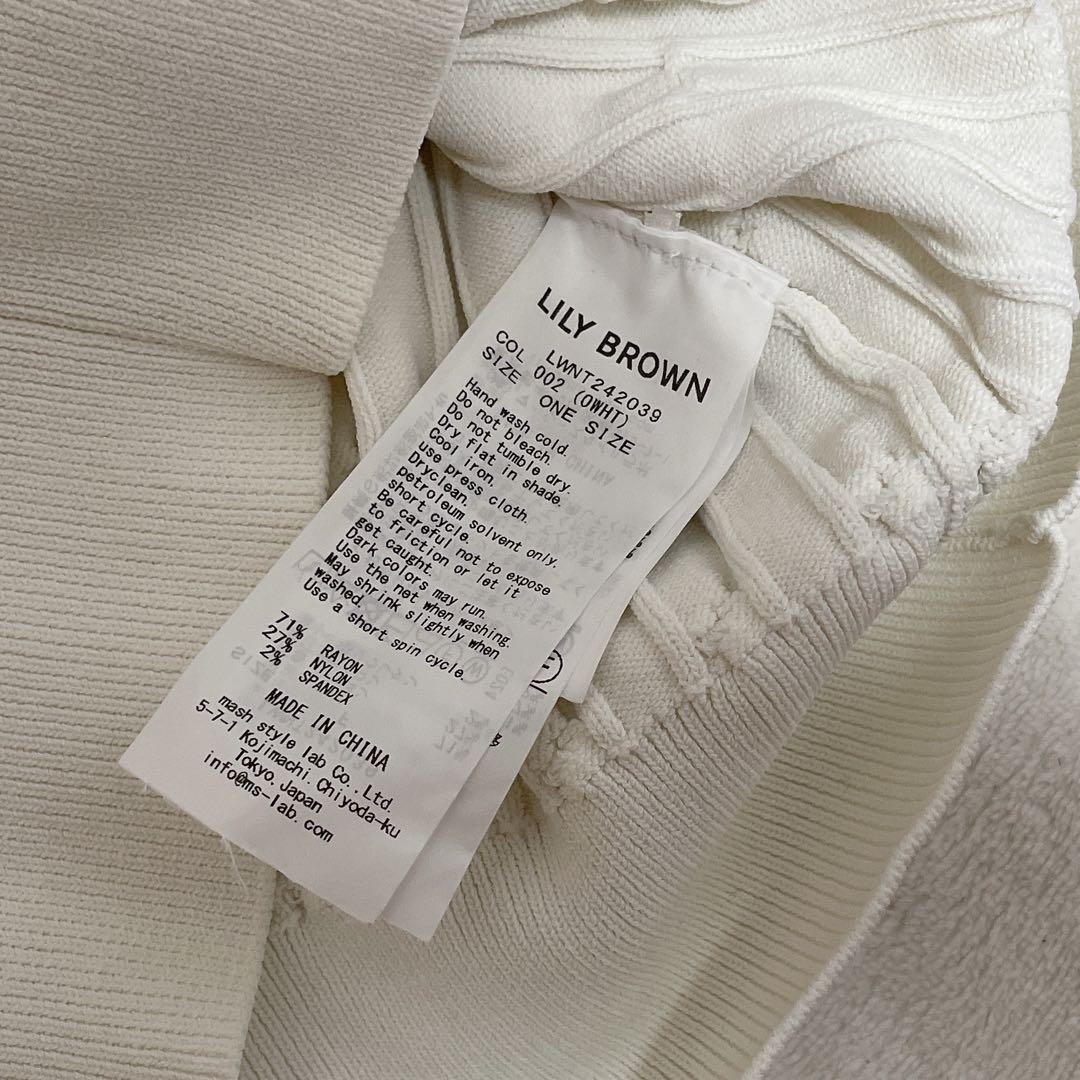 LILY BROWN
LWNT242039
COL 002 (OWHT)
SIZE ONE SIZE
Hand wash cold.
Do not bleach.
Do not tumble dry.
Dry flat in shade.
Cool iron,
use press cloth.
Dryclean,
petroleum solvent only.
short cycle.
Be careful not to expose
to friction or let it
get caught.
Dark colors may run.
Use the net when washing.
May shrink slightly when
washed.
Use a short spin cycle.
71% RAYON
27% NYLON
2% SPANDEX
MADE IN CHINA
mash style lab Co.,Ltd.
5-7-1 Kojimachi,Chiyoda-ku
Tokyo,Japan
info@ms-lab.com